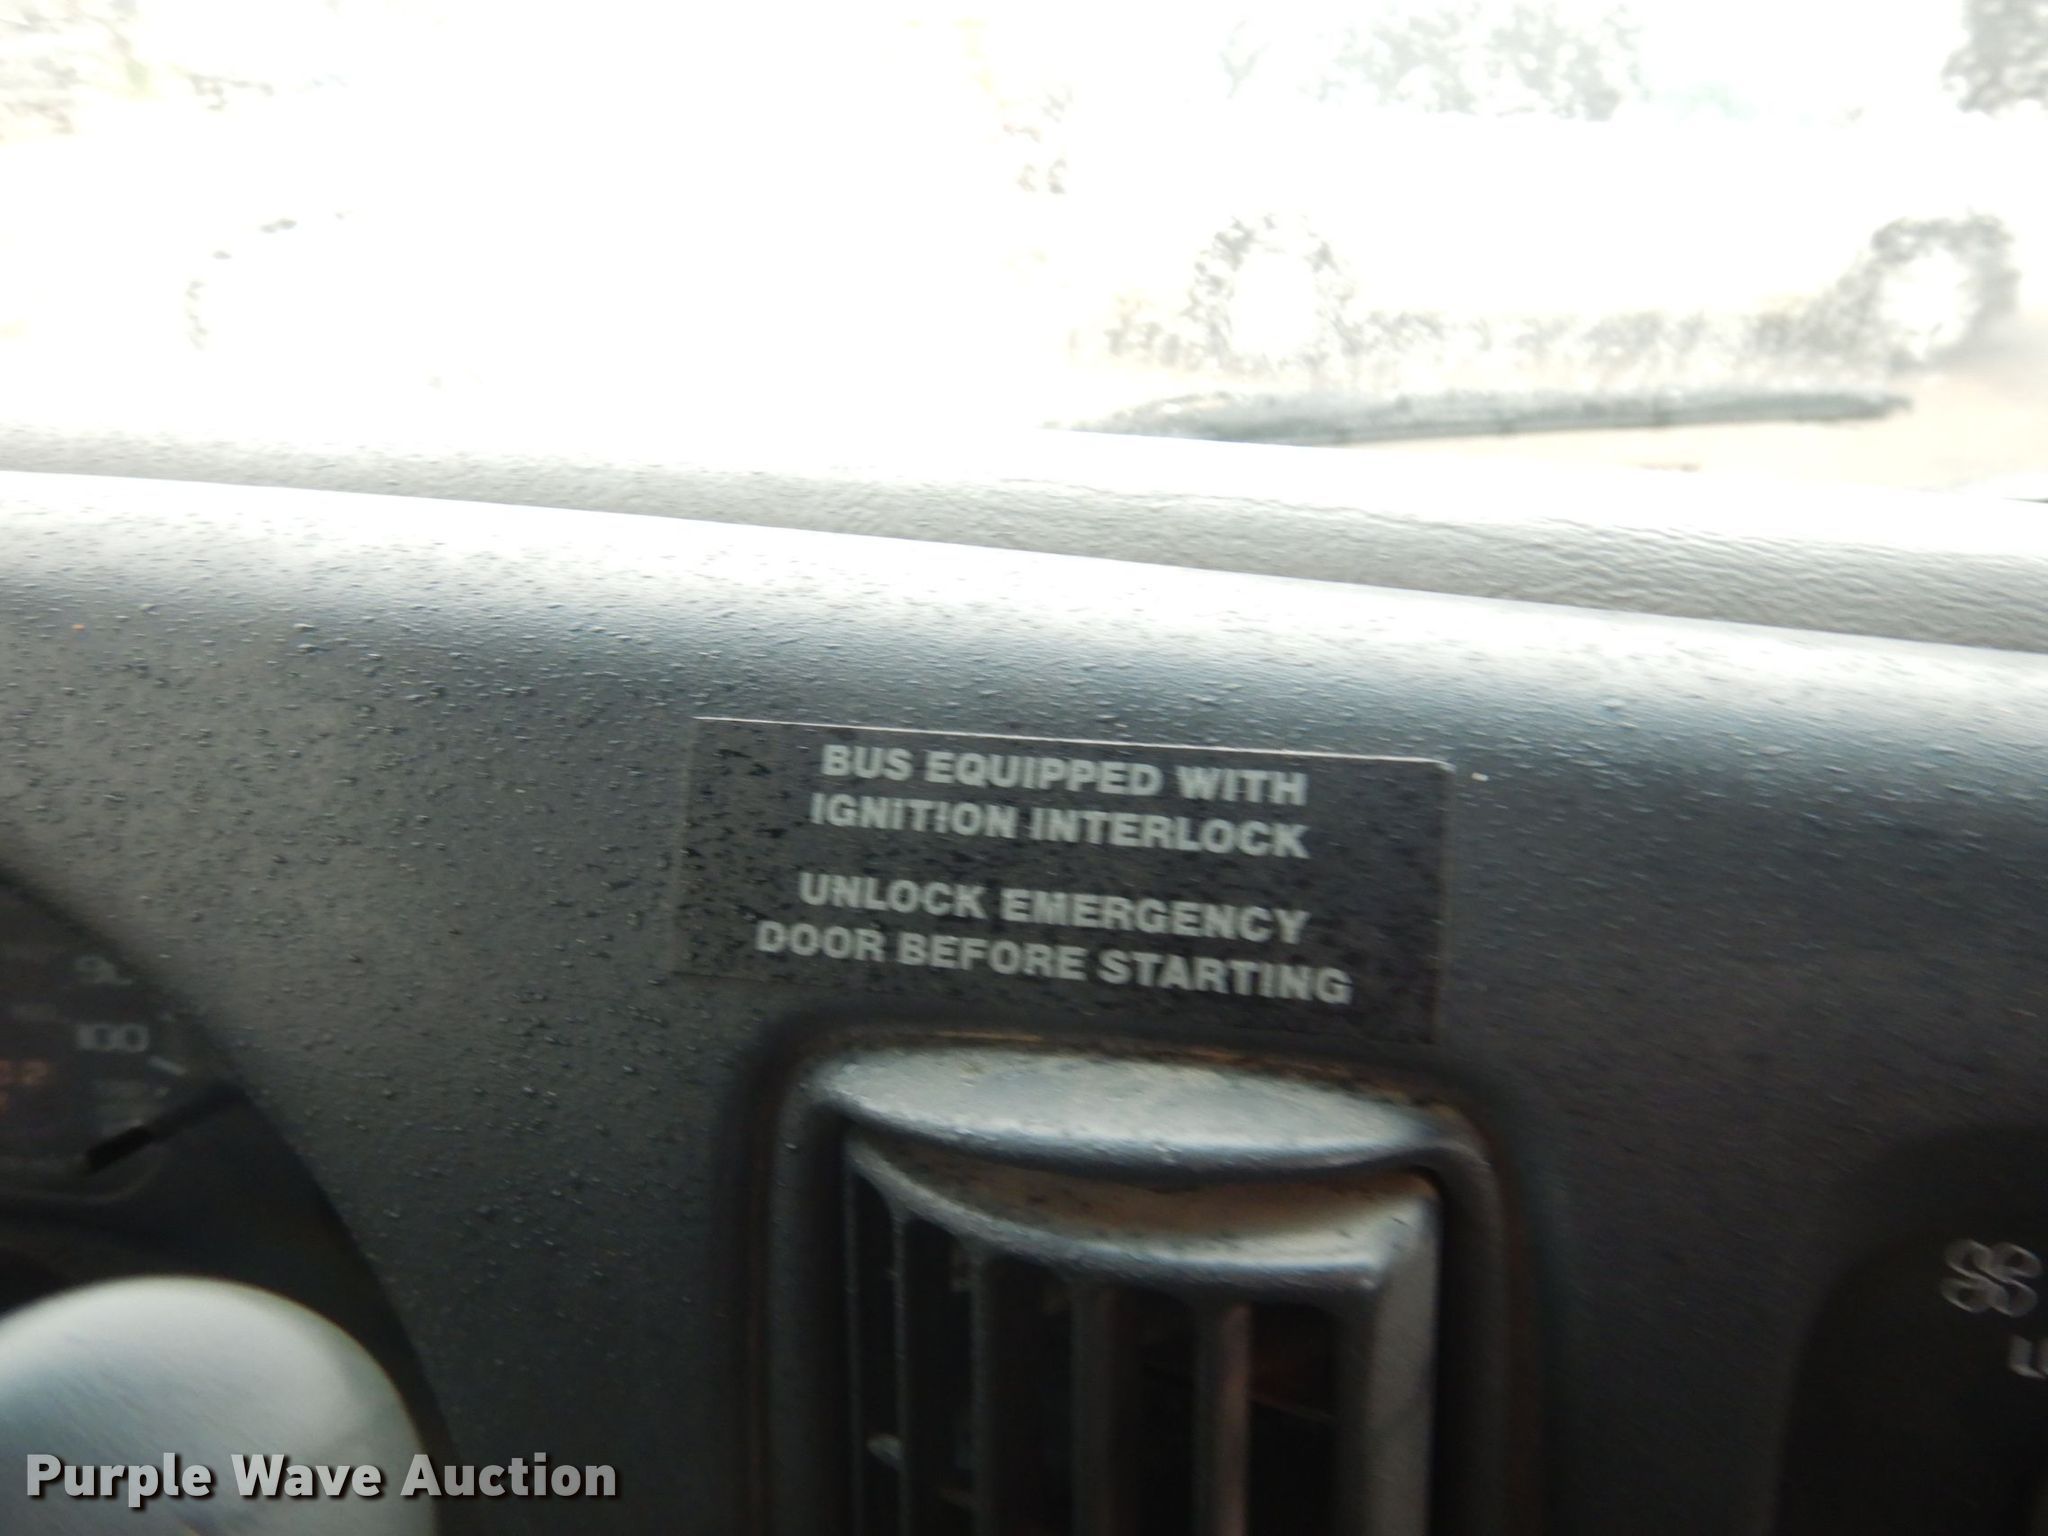 BUS EQUIPPED WITH
IGNITION INTERLOCK
UNLOCK EMERGENCY
DOOR BEFORE STARTING
100
Purple Wave Auction